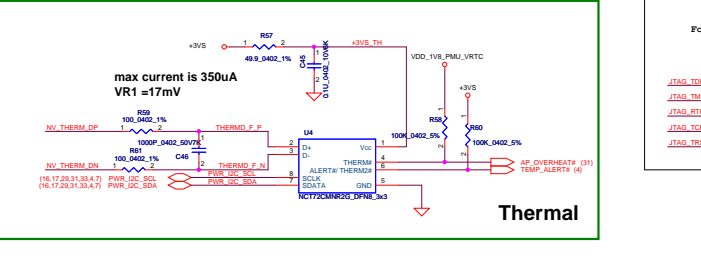 R57
+3VS
1
2
+3VS_TH
49.9_0402_1%
C45
0.1U_0402_10V6K
1
2
VDD_1V8_PMU_VRTC
+3VS
max current is 350uA
VR1 =17mV
R59
100_0402_1%
NV_THERM_DP
1
2
THERMD_F_P
1000P_0402_50V7K
C46
R61
100_0402_1%
NV_THERM_DN
1
2
THERMD_F_N
(16,17,29,31,33,4,7) PWR_I2C_SCL
(16,17,29,31,33,4,7) PWR_I2C_SDA
PWR_I2C_SCL
PWR_I2C_SDA
U4
2 D+
3 D-
8 SCLK
7 SDATA
Vcc 1
THERM# 4
ALERT#/ THERM2# 6
GND 5
NCT72CMNR2G_DFN8_3x3
R58
100K_0402_5%
1
2
R60
100K_0402_5%
1
2
AP_OVERHEAT# (31)
TEMP_ALERT# (4)
Thermal
Fo
JTAG_TD
JTAG_TM
JTAG_RT
JTAG_TC
JTAG_TR